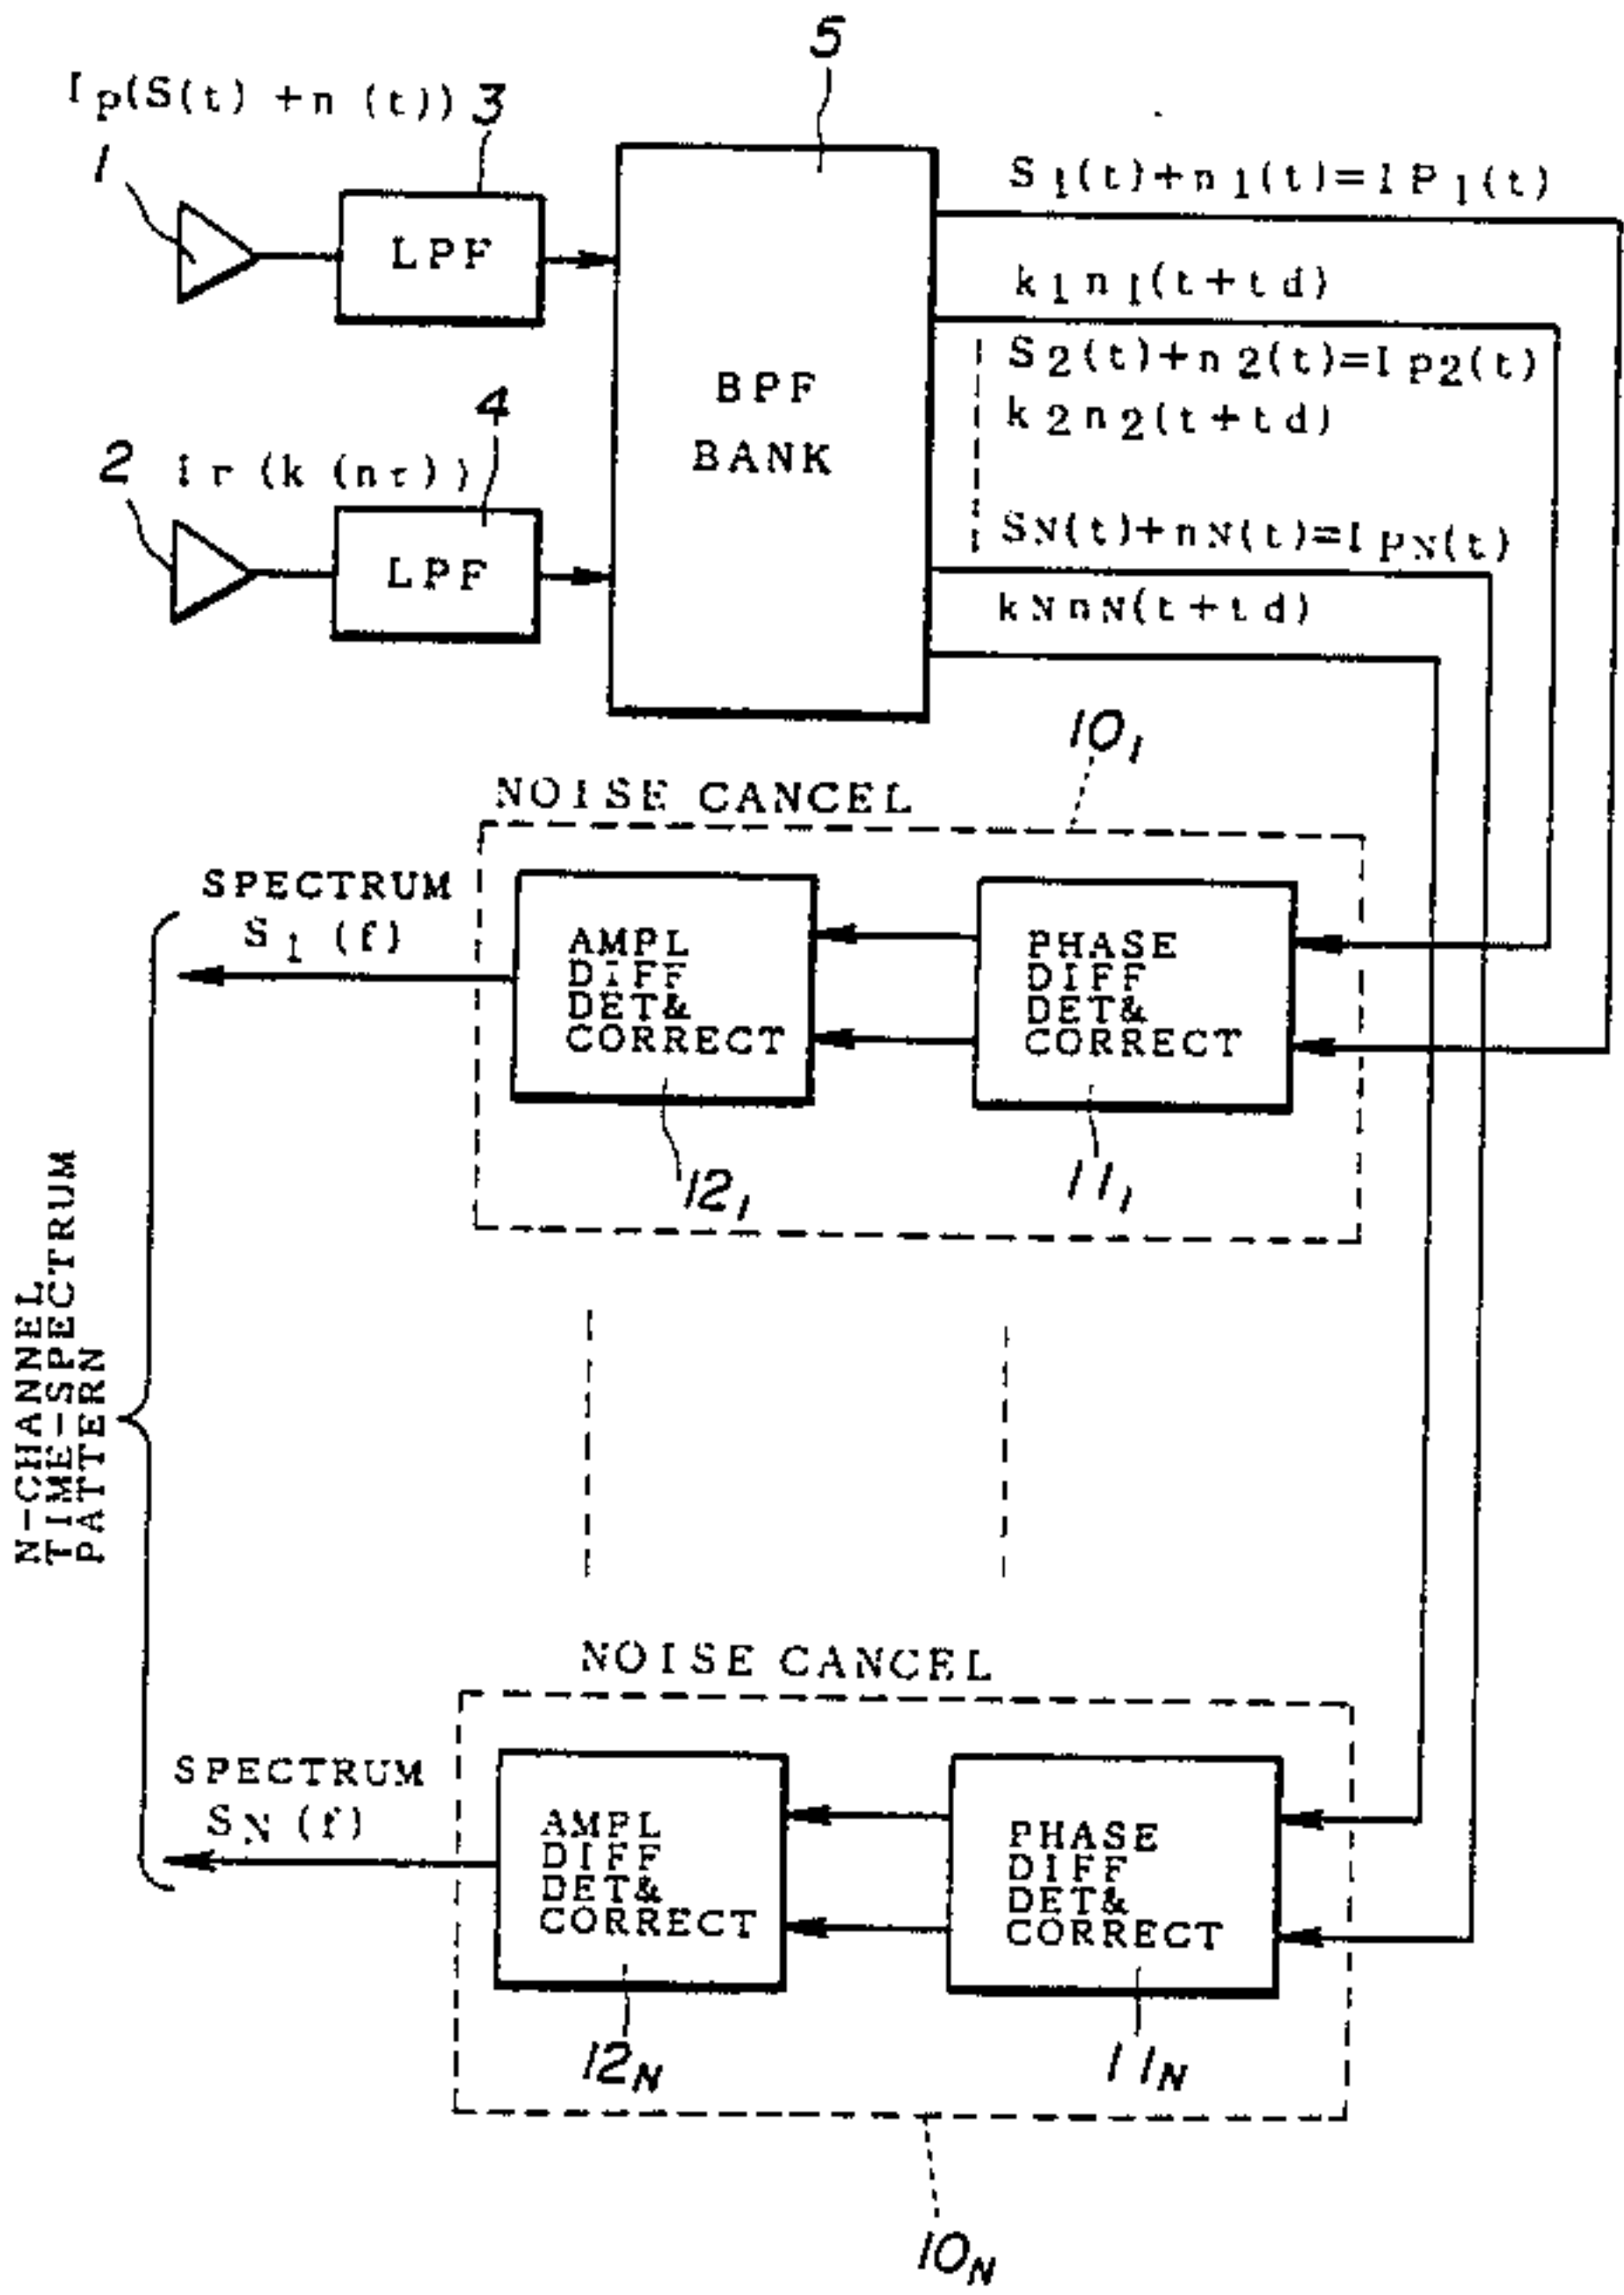 5
Ip(S(t) +n (t))
3
1
LPF
S1(t)+n1(t)=IP1(t)
k1n1(t+td)
S2(t)+n2(t)=Ip2(t)
k2n2(t+td)
BPF
BANK
4
2
Ir(k(nτ))
LPF
SN(t)+nN(t)=IpN(t)
kNnN(t+td)
10₁
NOISE CANCEL
SPECTRUM
S1(f)
AMPL
DIFF
DET&
CORRECT
PHASE
DIFF
DET&
CORRECT
12₁
11₁
N-CHANNEL
TIME-SPECTRUM
PATTERN
NOISE CANCEL
SPECTRUM
SN(f)
AMPL
DIFF
DET&
CORRECT
PHASE
DIFF
DET&
CORRECT
12N
11N
10N